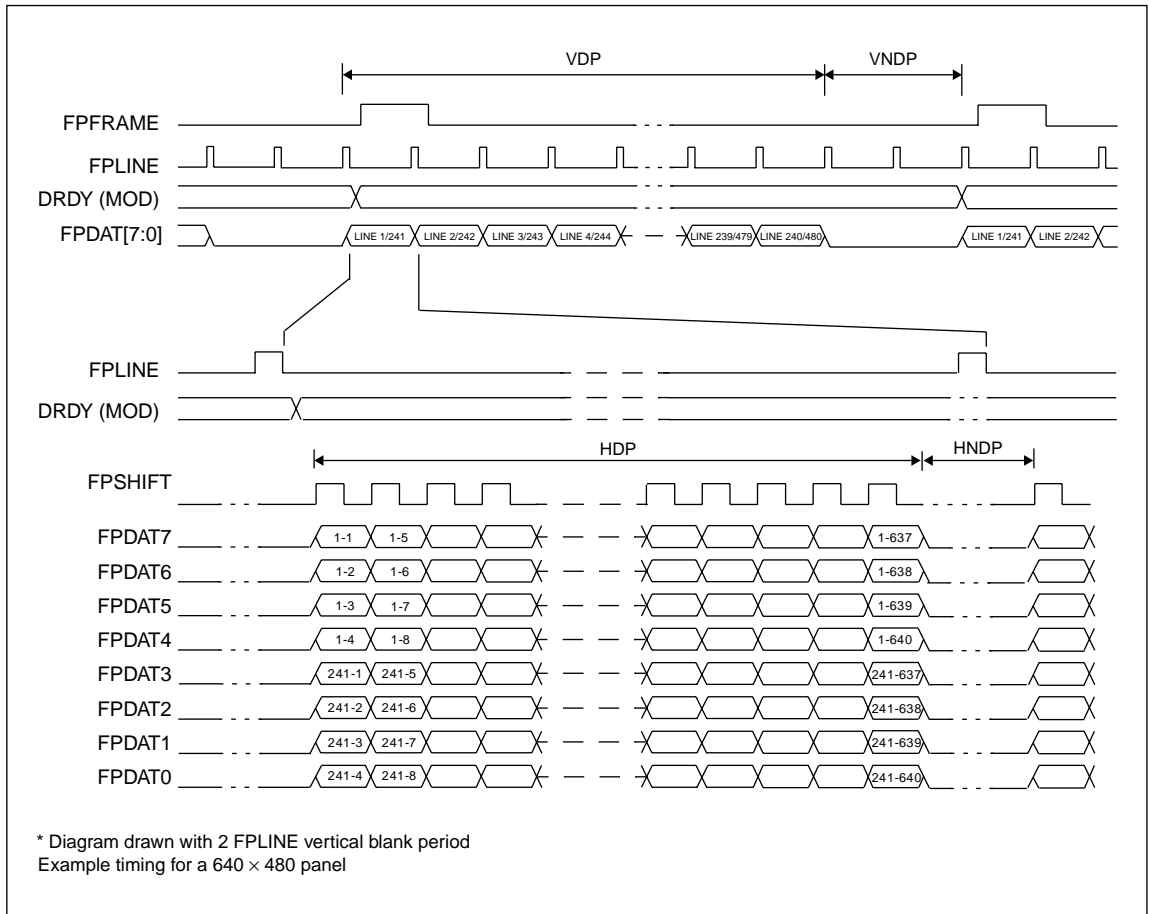 VDP VNDP
FPFRAME
FPLINE
DRDY (MOD)
FPDAT[7:0] LINE 1/241 LINE 2/242 LINE 3/243 LINE 4/244 LINE 239/479 LINE 240/480 LINE 1/241 LINE 2/242
FPLINE
DRDY (MOD)
HDP HNDP
FPSHIFT
FPDAT7 1-1 1-5 1-637
FPDAT6 1-2 1-6 1-638
FPDAT5 1-3 1-7 1-639
FPDAT4 1-4 1-8 1-640
FPDAT3 241-1 241-5 241-637
FPDAT2 241-2 241-6 241-638
FPDAT1 241-3 241-7 241-639
FPDAT0 241-4 241-8 241-640
* Diagram drawn with 2 FPLINE vertical blank period
Example timing for a 640 × 480 panel